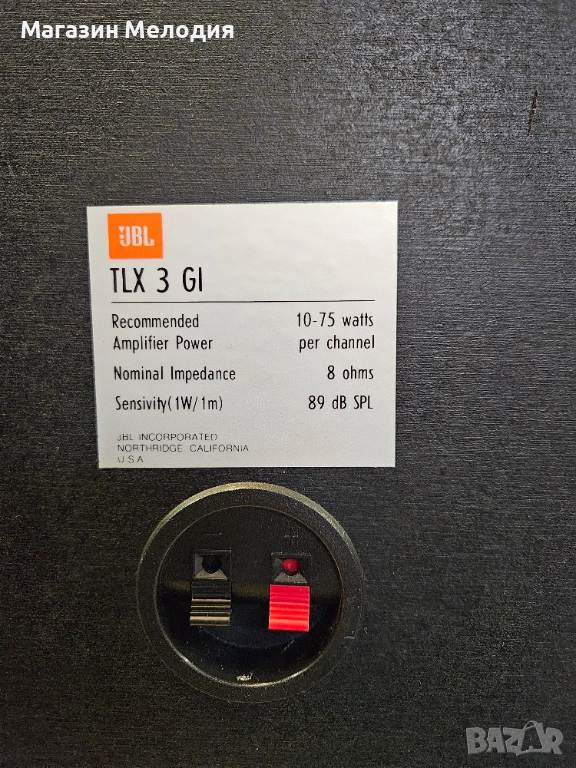 Магазин Мелодия
JBL
TLX 3 GI
Recommended Amplifier Power 10-75 watts per channel
Nominal Impedance 8 ohms
Sensivity(1W/1m) 89 dB SPL
JBL INCORPORATED
NORTHRIDGE CALIFORNIA
U.S.A
BAZAR